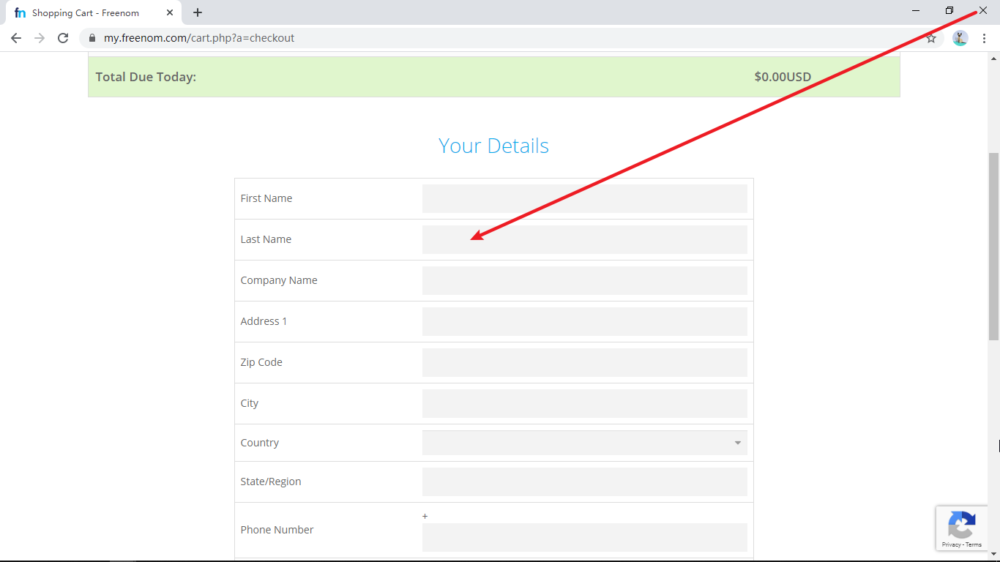 fn Shopping Cart - Freenom
my.freenom.com/cart.php?a=checkout
Total Due Today: $0.00USD
Your Details
First Name
Last Name
Company Name
Address 1
Zip Code
City
Country
State/Region
+
Phone Number
Privacy - Terms